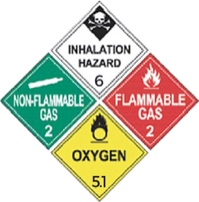 INHALATION
HAZARD
6
NON-FLAMMABLE
GAS
2
FLAMMABLE
GAS
2
OXYGEN
5.1